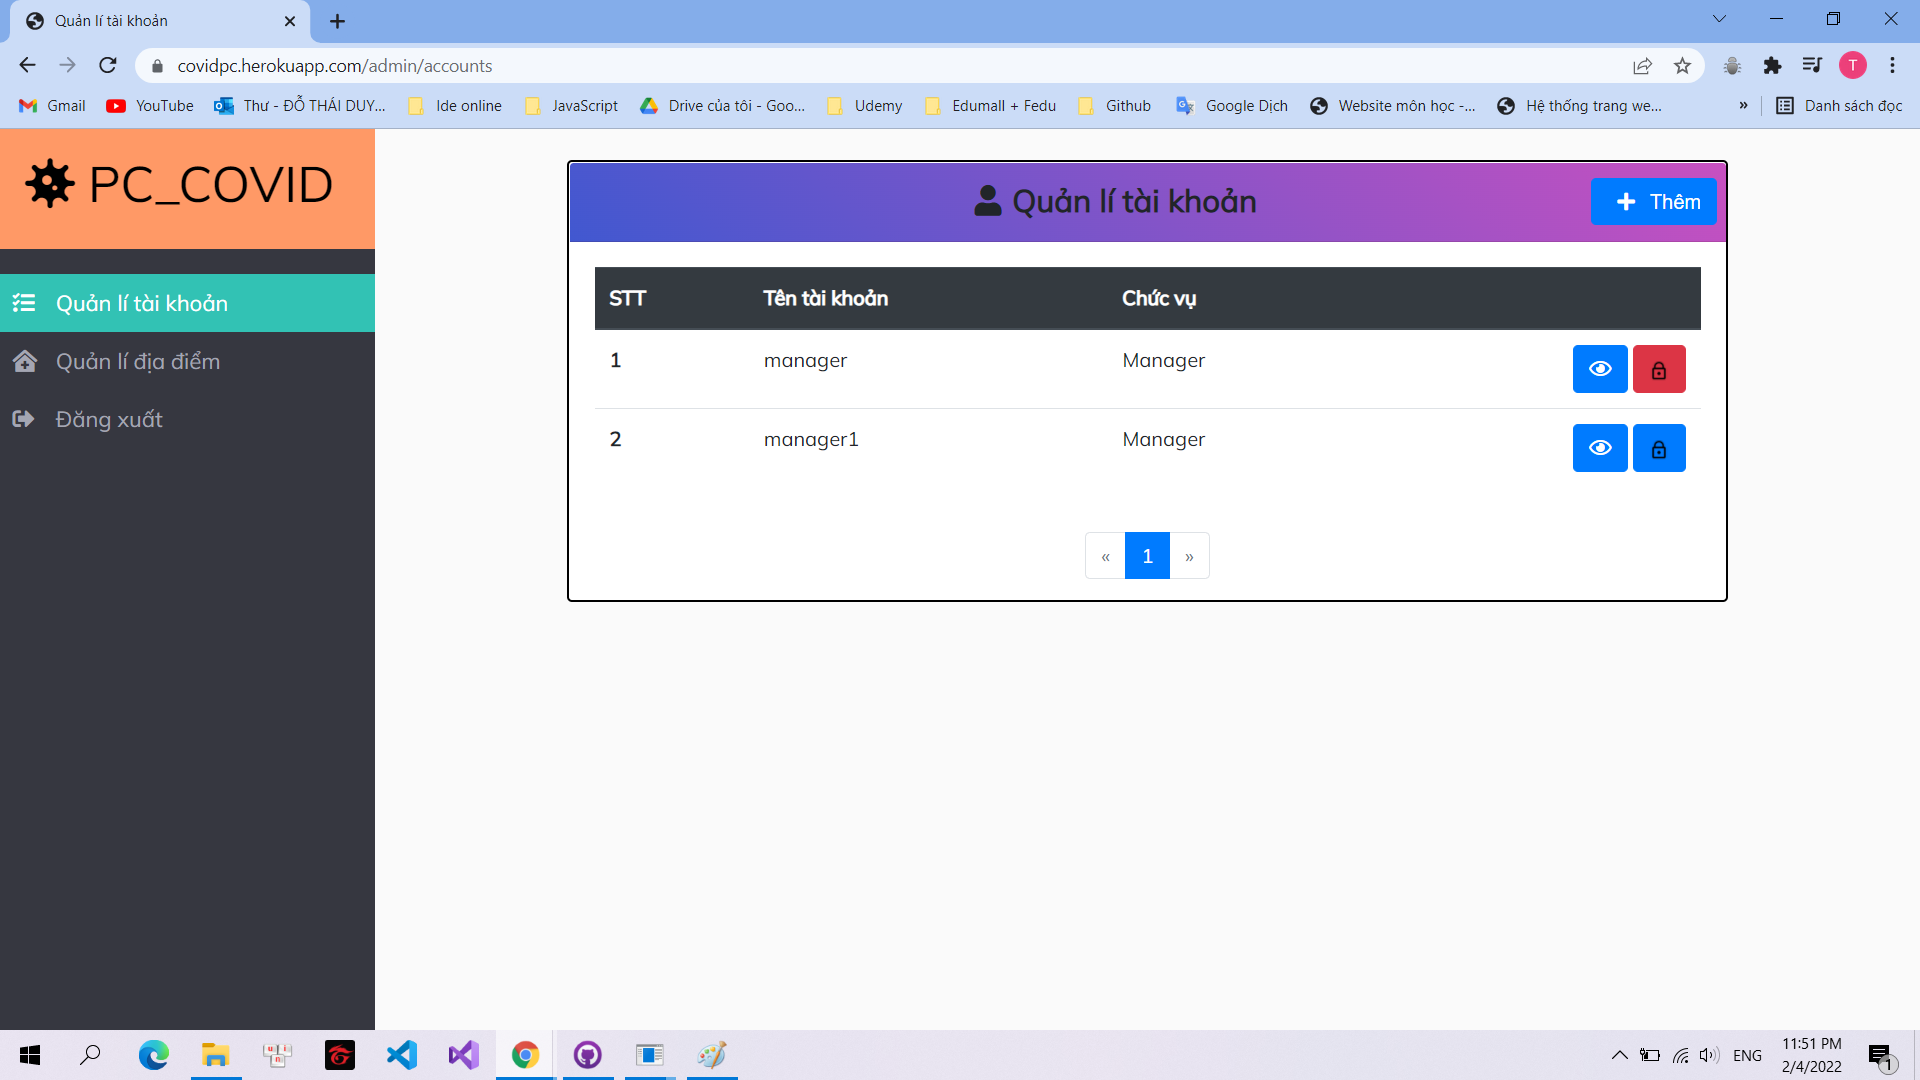 Quản lí tài khoản
covidpc.herokuapp.com/admin/accounts
T
Gmail YouTube Thư - ĐỖ THÁI DUY... Ide online JavaScript Drive của tôi - Goo... Udemy Edumall + Fedu Github Google Dịch Website môn học -... Hệ thống trang we... » Danh sách đọc
PC_COVID
Quản lí tài khoản
Quản lí địa điểm
Đăng xuất
Quản lí tài khoản
Thêm
STT Tên tài khoản Chức vụ
1 manager Manager
2 manager1 Manager
« 1 »
ENG
11:51 PM
2/4/2022
1